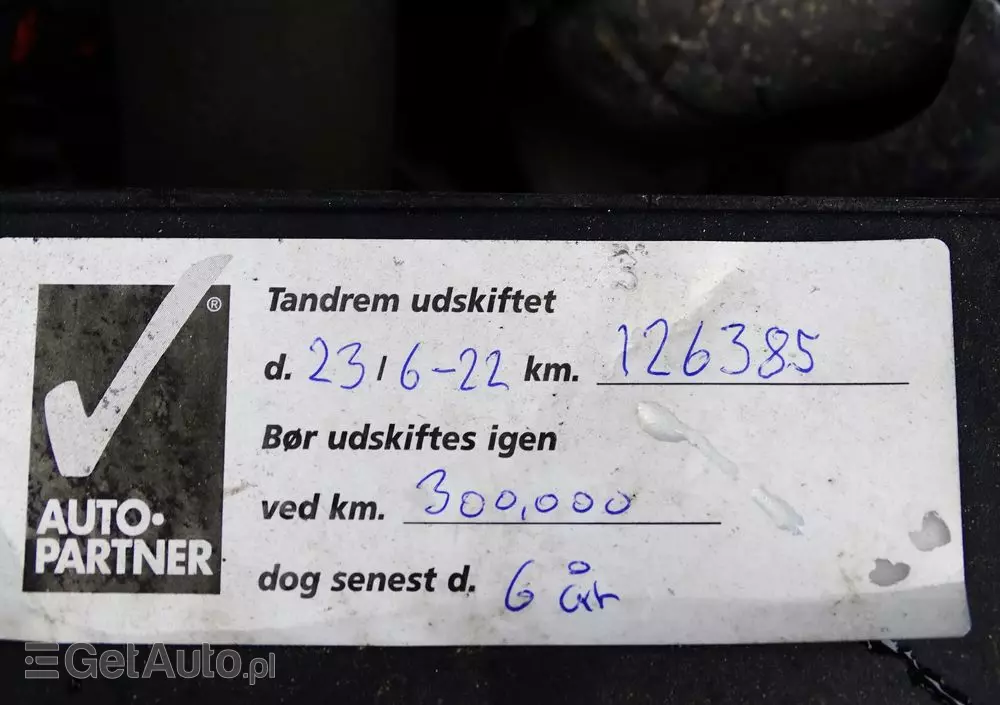 Tandrem udskiftet
d. 23/6-22 km. 126385
Bør udskiftes igen
ved km. 300,000
dog senest d. 6 år
AUTO-
PARTNER
®
GetAuto.pl